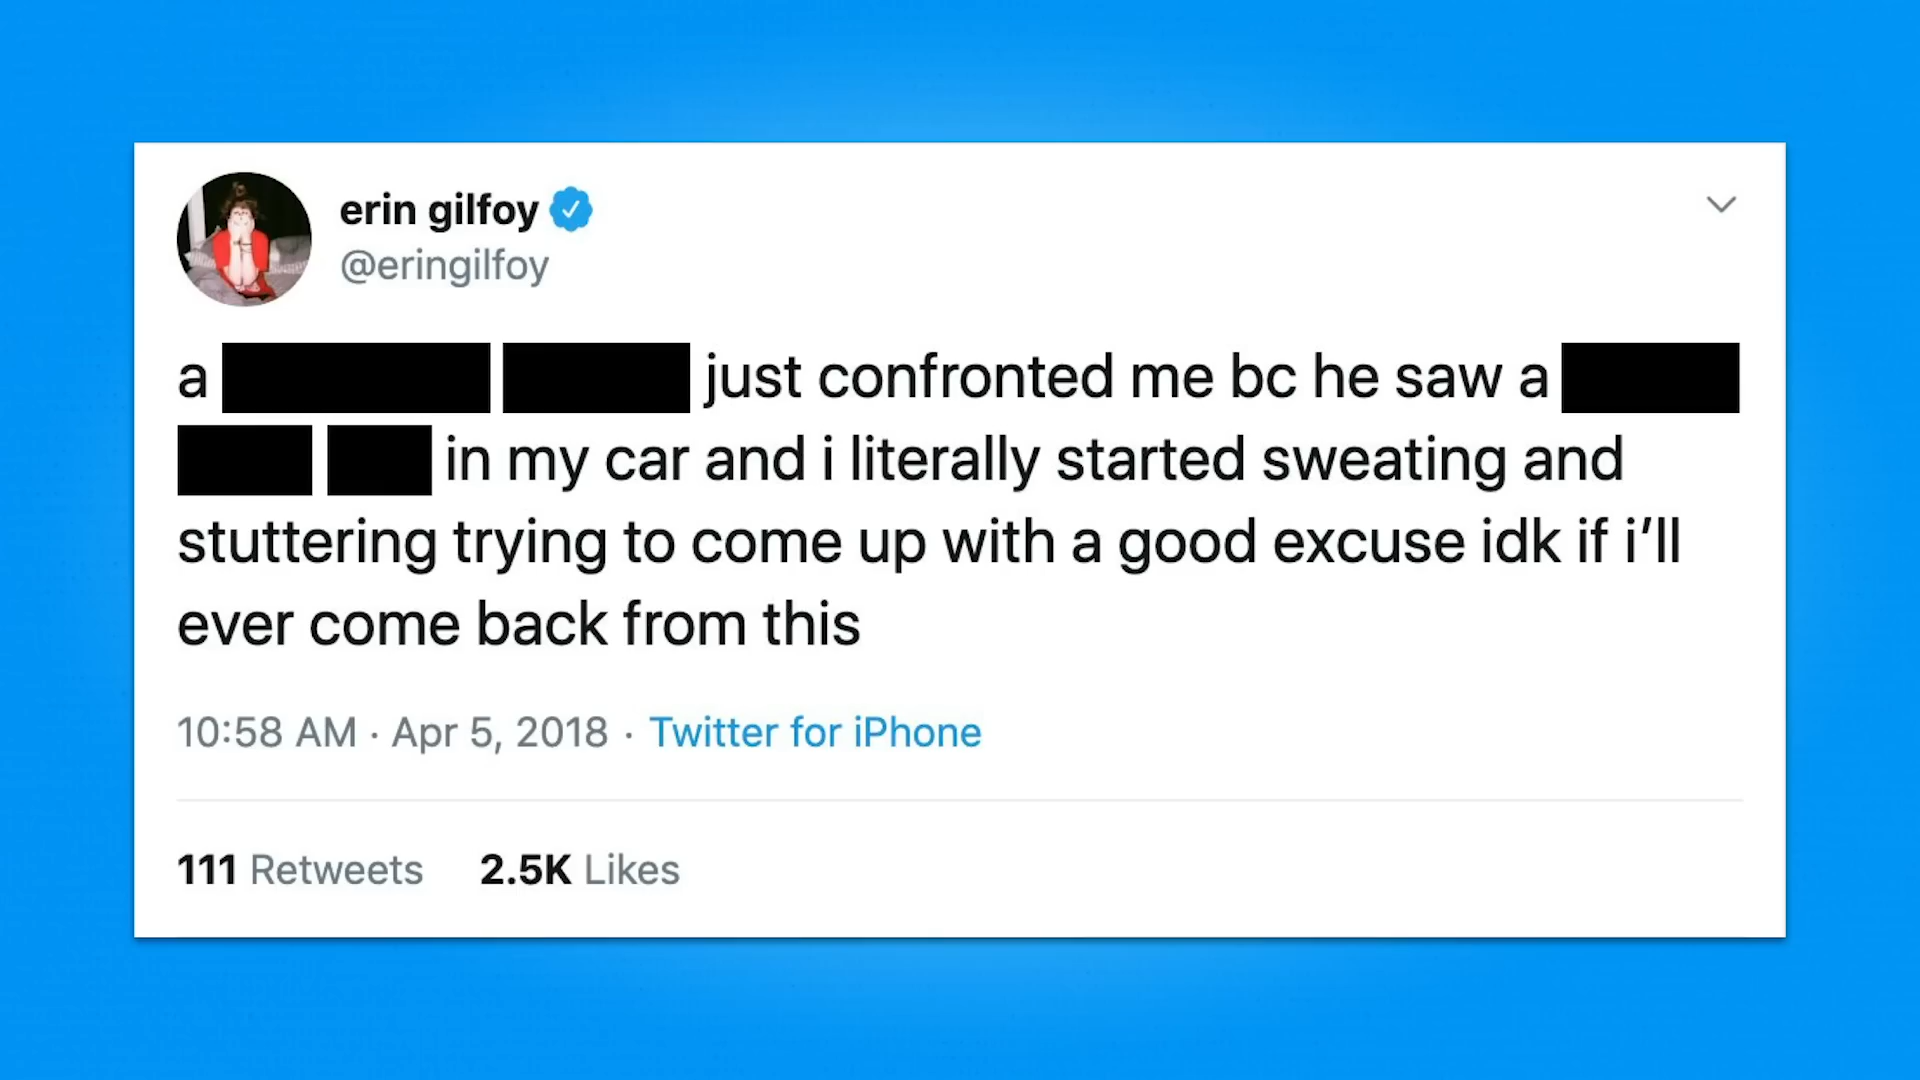 erin gilfoy
@eringilfoy
a just confronted me bc he saw a
in my car and i literally started sweating and
stuttering trying to come up with a good excuse idk if i’ll
ever come back from this
10:58 AM · Apr 5, 2018 · Twitter for iPhone
111 Retweets 2.5K Likes